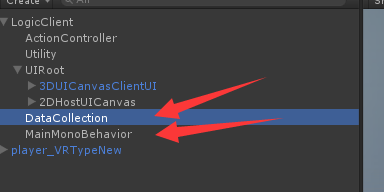 Create
All
LogicClient
ActionController
Utility
UIRoot
3DUICanvasClientUI
2DHostUICanvas
DataCollection
MainMonoBehavior
player_VRTypeNew